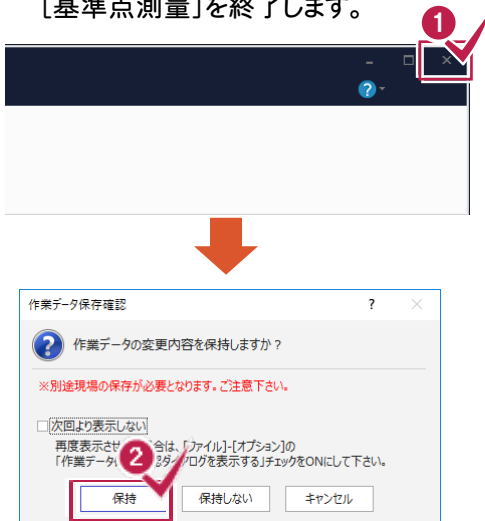 ［基準点測量］を終了します。
1
?
作業データ保存確認 ?
作業データの変更内容を保持しますか？
※別途現場の保存が必要となります。ご注意下さい。
次回より表示しない
再度表示させ 合は、［ファイル］-［オプション］の
「作業データ ログを表示する」チェックをONにして下さい。
2
保持 保持しない キャンセル